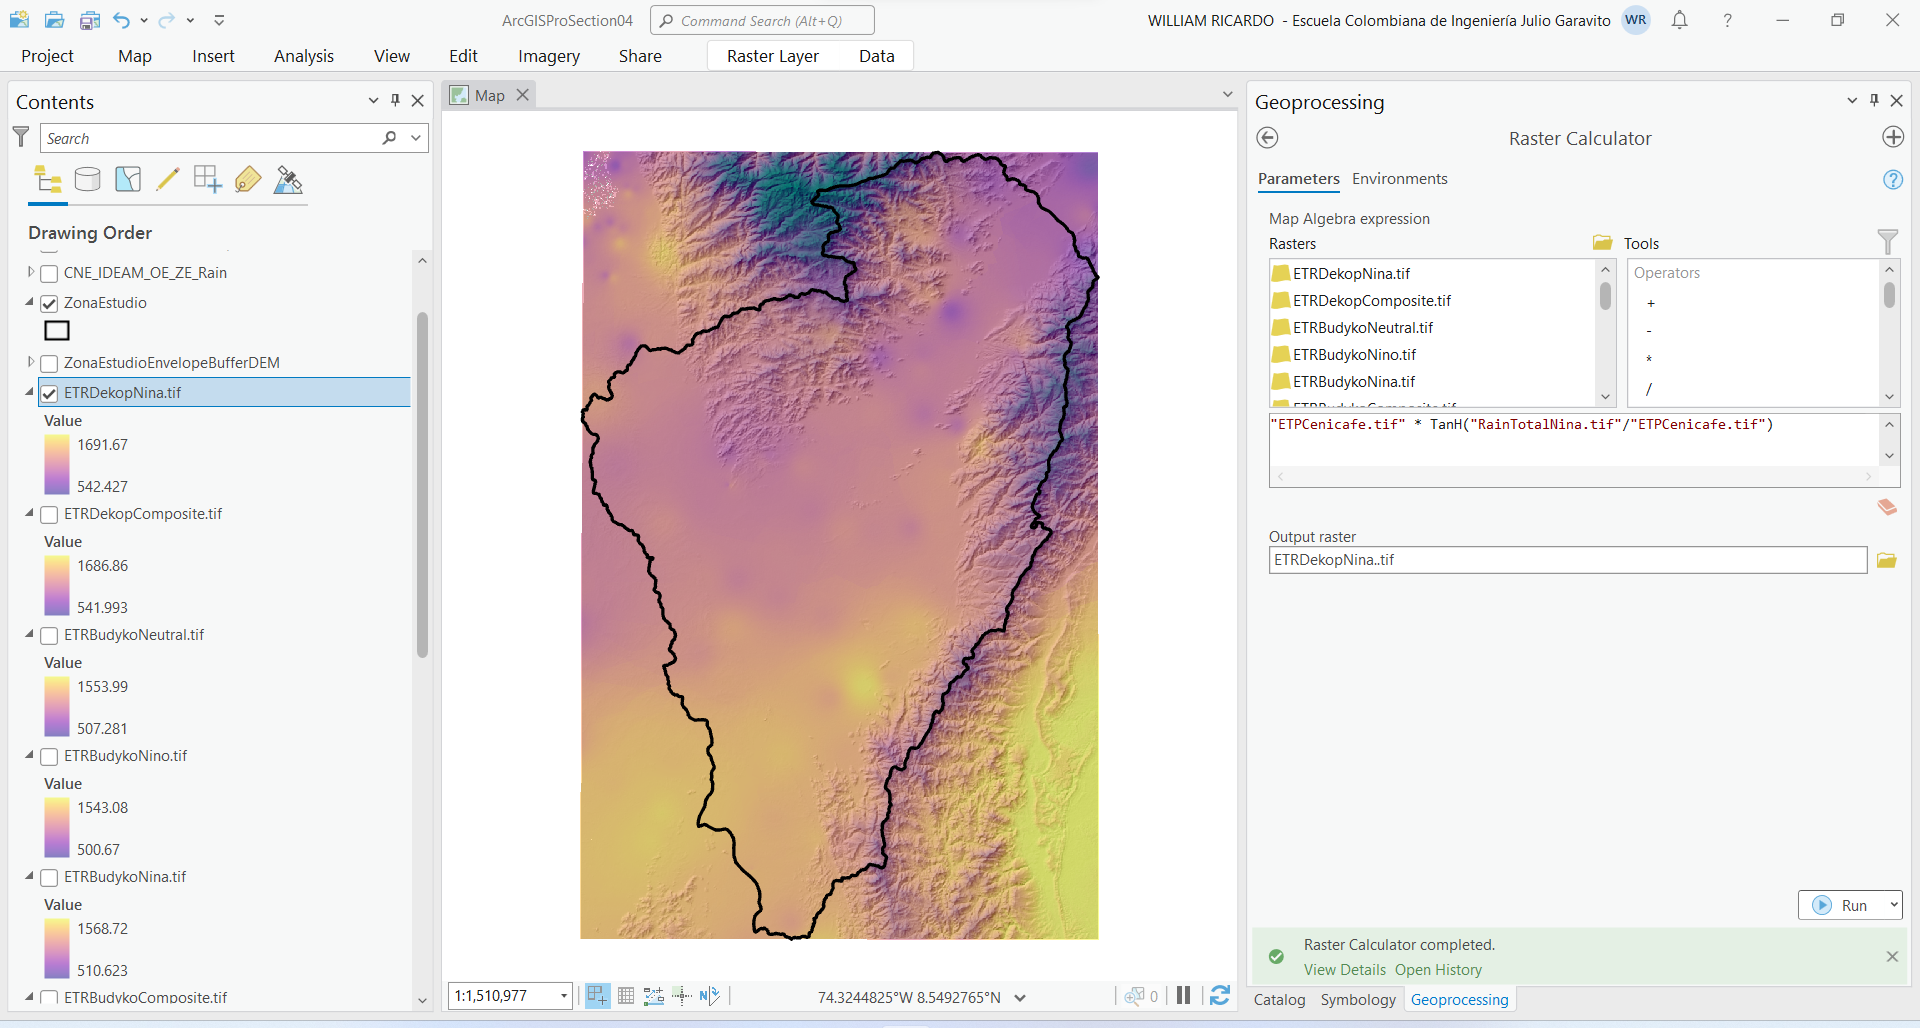 ArcGISProSection04
Command Search (Alt+Q)
WILLIAM RICARDO - Escuela Colombiana de Ingeniería Julio Garavito
WR
?
Project
Map
Insert
Analysis
View
Edit
Imagery
Share
Raster Layer
Data
Contents
Search
Drawing Order
CNE_IDEAM_OE_ZE_Rain
ZonaEstudio
ZonaEstudioEnvelopeBufferDEM
ETRDekopNina.tif
Value
1691.67
542.427
ETRDekopComposite.tif
Value
1686.86
541.993
ETRBudykoNeutral.tif
Value
1553.99
507.281
ETRBudykoNino.tif
Value
1543.08
500.67
ETRBudykoNina.tif
Value
1568.72
510.623
ETRBudykoComposite.tif
Map
1:1,510,977
74.3244825°W 8.5492765°N
0
Geoprocessing
Raster Calculator
Parameters
Environments
?
Map Algebra expression
Rasters
Tools
ETRDekopNina.tif
ETRDekopComposite.tif
ETRBudykoNeutral.tif
ETRBudykoNino.tif
ETRBudykoNina.tif
ETRBudykoComposite.tif
Operators
+
-
*
/
"ETPCenicafe.tif" * TanH("RainTotalNina.tif"/"ETPCenicafe.tif")
Output raster
ETRDekopNina..tif
Run
Raster Calculator completed.
View Details Open History
Catalog
Symbology
Geoprocessing